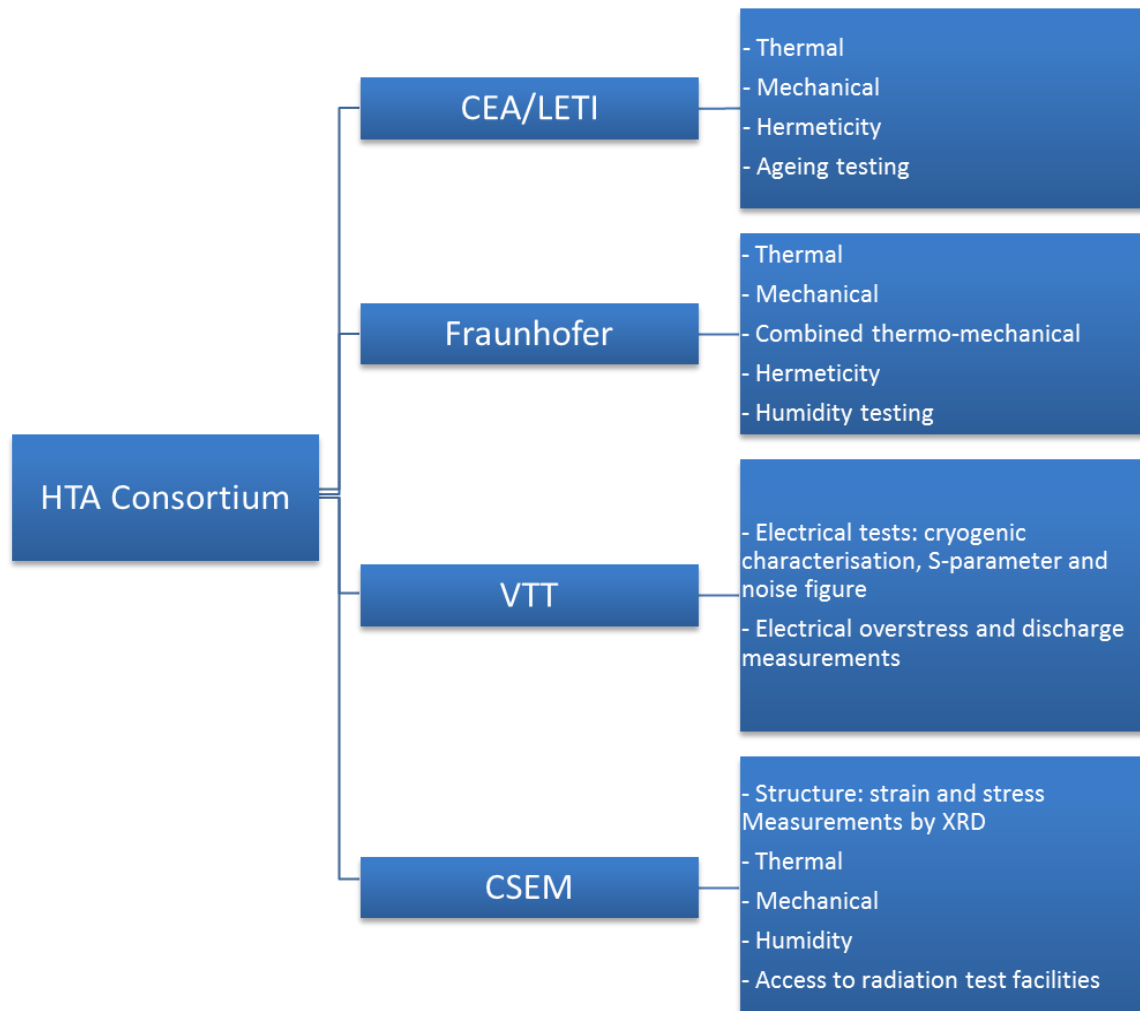 HTA Consortium
CEA/LETI
- Thermal
- Mechanical
- Hermeticity
- Ageing testing
Fraunhofer
- Thermal
- Mechanical
- Combined thermo-mechanical
- Hermeticity
- Humidity testing
VTT
- Electrical tests: cryogenic
characterisation, S-parameter and
noise figure
- Electrical overstress and discharge
measurements
CSEM
- Structure: strain and stress
Measurements by XRD
- Thermal
- Mechanical
- Humidity
- Access to radiation test facilities